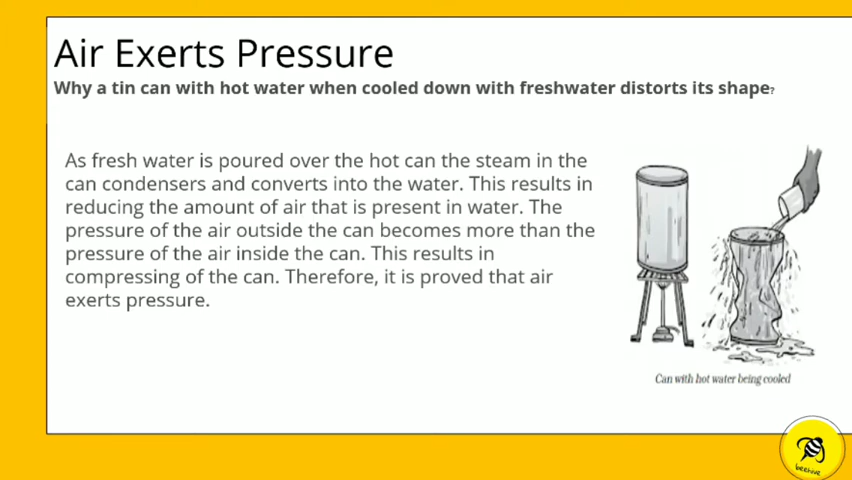 Air Exerts Pressure
Why a tin can with hot water when cooled down with freshwater distorts its shape?
As fresh water is poured over the hot can the steam in the
can condensers and converts into the water. This results in
reducing the amount of air that is present in water. The
pressure of the air outside the can becomes more than the
pressure of the air inside the can. This results in
compressing of the can. Therefore, it is proved that air
exerts pressure.
Can with hot water being cooled
beehive